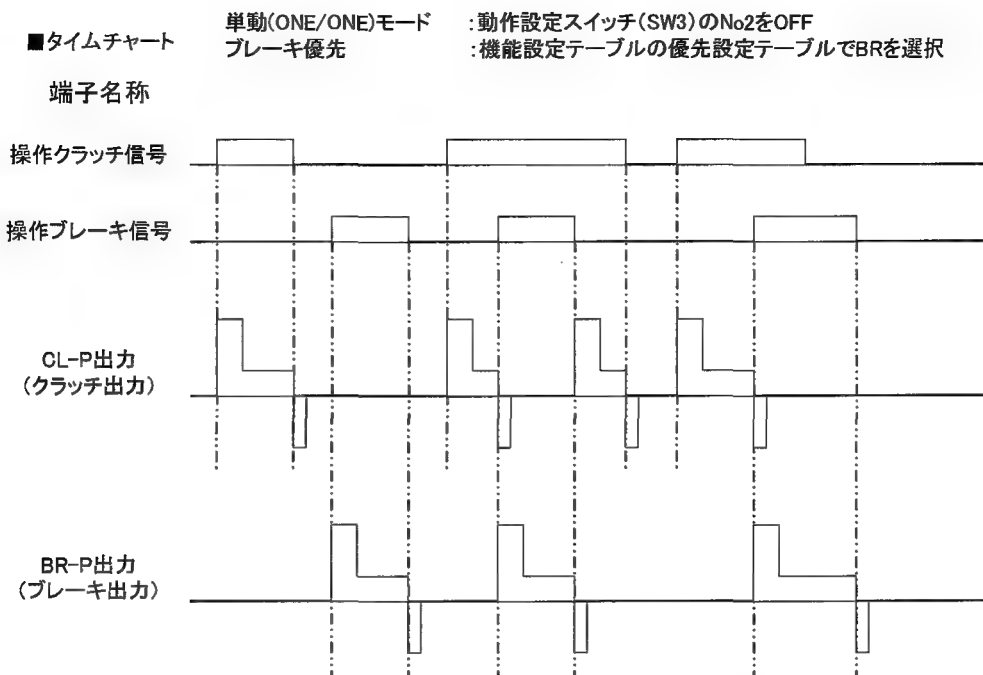 ■タイムチャート
単動(ONE/ONE)モード :動作設定スイッチ(SW3)のNo2をOFF
ブレーキ優先 :機能設定テーブルの優先設定テーブルでBRを選択
端子名称
操作クラッチ信号
操作ブレーキ信号
CL-P出力
(クラッチ出力)
BR-P出力
(ブレーキ出力)